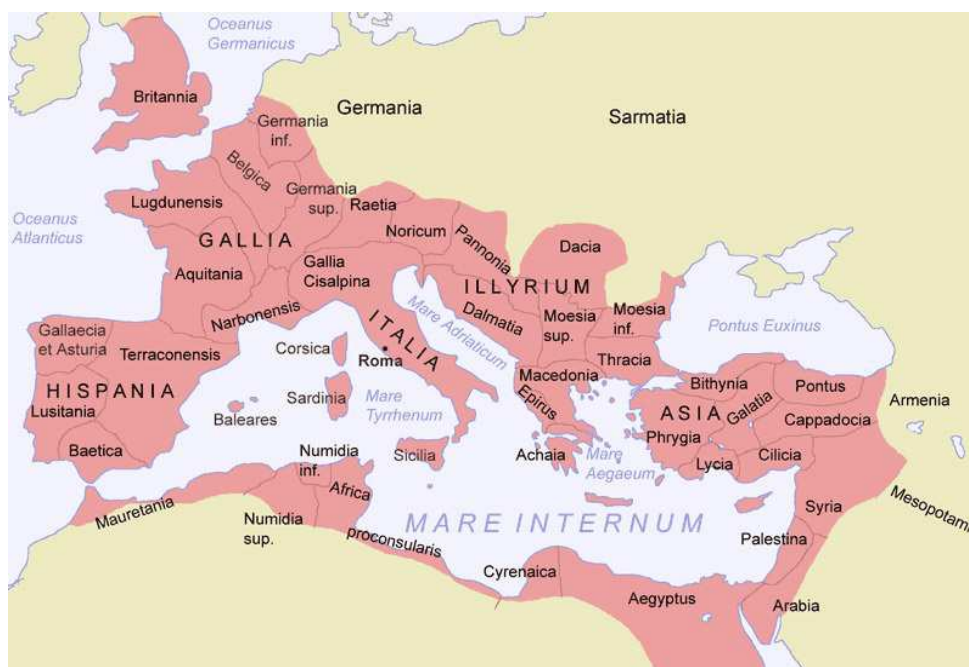 Oceanus
Germanicus
Britannia
Germania
Sarmatia
Germania
inf.
Belgica
Germania
sup.
Lugdunensis
Raetia
Oceanus
Atlanticus
GALLIA
Noricum
Pannonia
Dacia
Aquitania
Gallia
Cisalpina
ILLYRIUM
Narbonensis
Mare Adriaticum
Dalmatia
Moesia
sup.
Moesia
inf.
Pontus Euxinus
Gallaecia
et Asturia
Terraconensis
ITALIA
Corsica
Roma
Thracia
Macedonia
HISPANIA
Sardinia
Mare
Tyrrhenum
Epirus
Bithynia
Pontus
Armenia
Lusitania
Baleares
ASIA
Galatia
Cappadocia
Baetica
Numidia
inf.
Sicilia
Achaia
Mare
Aegaeum
Phrygia
Lycia
Cilicia
Africa
Mauretania
Numidia
sup.
proconsularis
MARE INTERNUM
Syria
Mesopotam
Palestina
Cyrenaica
Aegyptus
Arabia